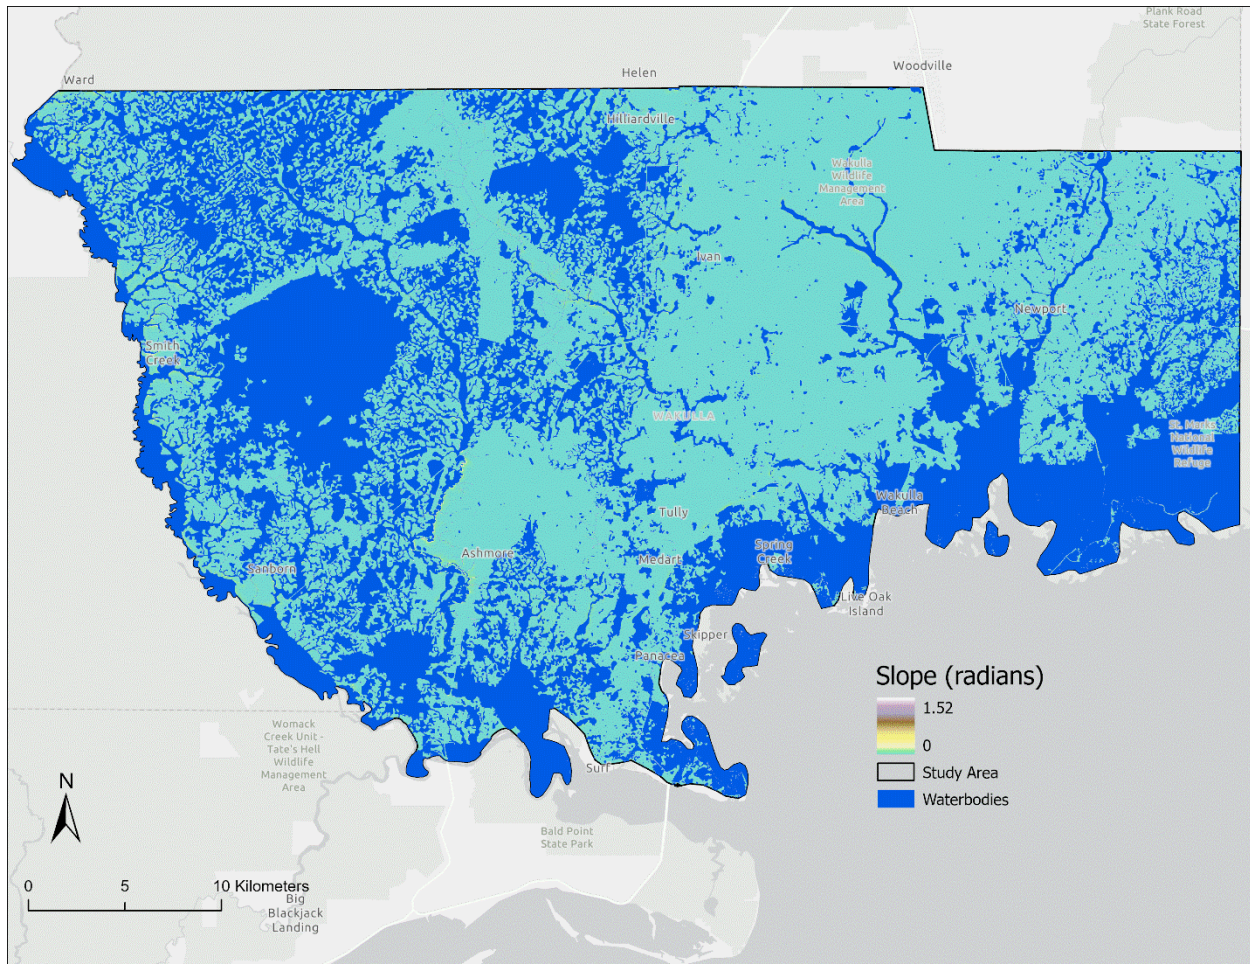 Plank Road
State Forest
Woodville
Helen
Ward
Hilliardville
Wakulla
Wildlife
Management
Area
Ivan
Newport
Smith
Creek
WAKULLA
St. Marks
National
Wildlife
Refuge
Wakulla
Beach
Tully
Ashmore
Medart
Spring
Creek
Sanborn
Live Oak
Island
Skipper
Panacea
Slope (radians)
1.52
0
Study Area
Waterbodies
Womack
Creek Unit -
Tate's Hell
Wildlife
Management
Area
Surf
N
Bald Point
State Park
0 5 10 Kilometers
Big
Blackjack
Landing